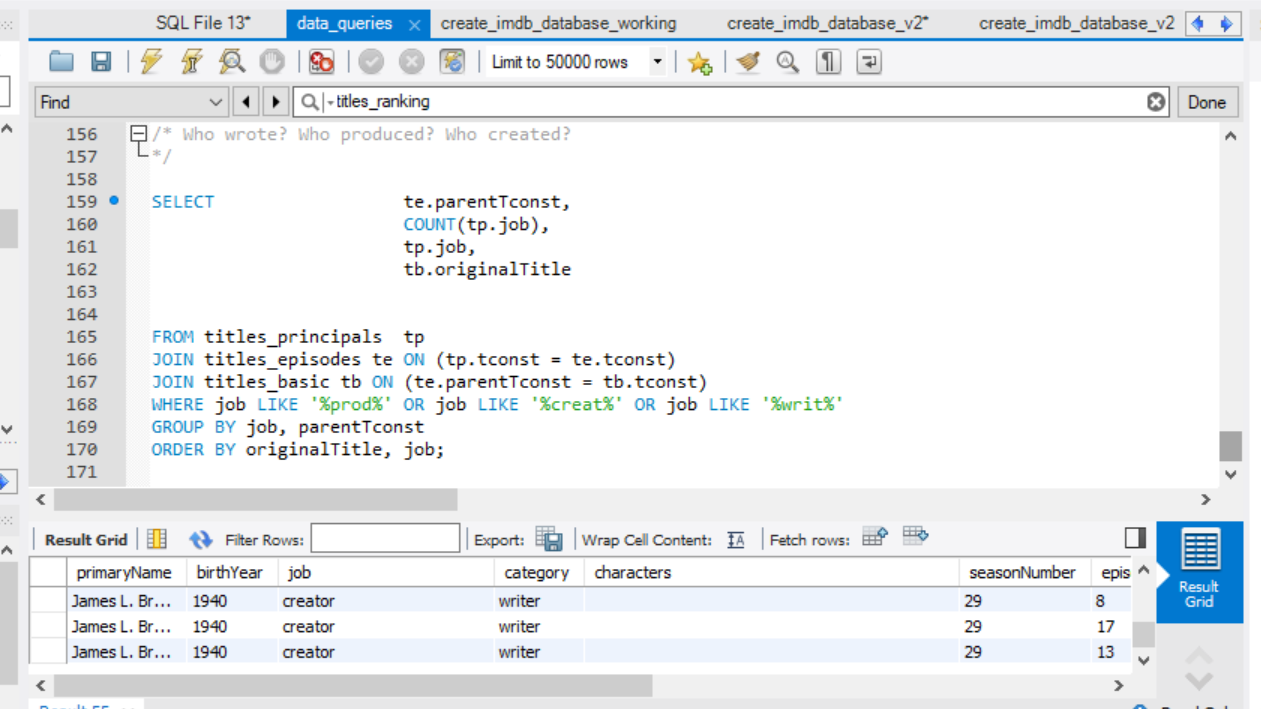 SQL File 13* data_queries create_imdb_database_working create_imdb_database_v2* create_imdb_database_v2
Limit to 50000 rows
Find titles_ranking Done
156 /* Who wrote? Who produced? Who created?
157 */
158
159 SELECT te.parentTconst,
160 COUNT(tp.job),
161 tp.job,
162 tb.originalTitle
163
164
165 FROM titles_principals tp
166 JOIN titles_episodes te ON (tp.tconst = te.tconst)
167 JOIN titles_basic tb ON (te.parentTconst = tb.tconst)
168 WHERE job LIKE '%prod%' OR job LIKE '%creat%' OR job LIKE '%writ%'
169 GROUP BY job, parentTconst
170 ORDER BY originalTitle, job;
171
Result Grid Filter Rows: Export: Wrap Cell Content: IA Fetch rows:
primaryName birthYear job category characters seasonNumber epis
James L. Br... 1940 creator writer 29 8
James L. Br... 1940 creator writer 29 17
James L. Br... 1940 creator writer 29 13
Result
Grid